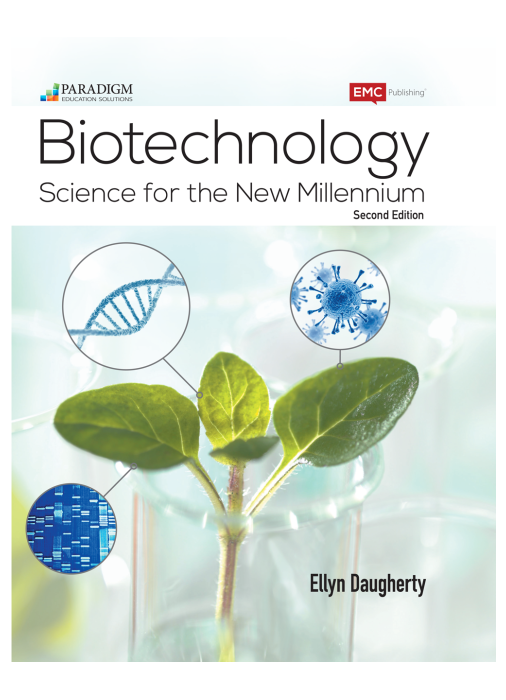 PARADIGM
EDUCATION SOLUTIONS
EMC Publishing
Biotechnology
Science for the New Millennium
Second Edition
Ellyn Daugherty